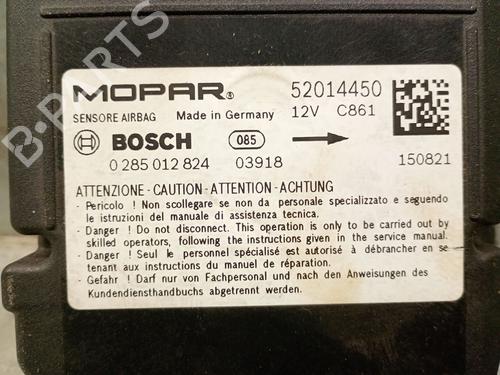 MOPAR® 52014450
SENSORE AIRBAG Made in Germany 12V C861
BOSCH 085
0 285 012 824 03918 150821
ATTENZIONE - CAUTION - ATTENTION - ACHTUNG
- Pericolo ! Non scollegare se non da personale specializzato e seguendo
le istruzioni del manuale di assistenza tecnica.
- Danger ! Do not disconnect. This operation is only to be carried out by
skilled operators, following the instructions given in the service manual.
- Danger ! Seul le personnel spécialisé est autorisé à débrancher en se
tenant aux instructions du manuel de réparation.
- Gefahr ! Darf nur von Fachpersonal und nach den Anweisungen des
Kundendiensthandbuchs abgetrennt werden.